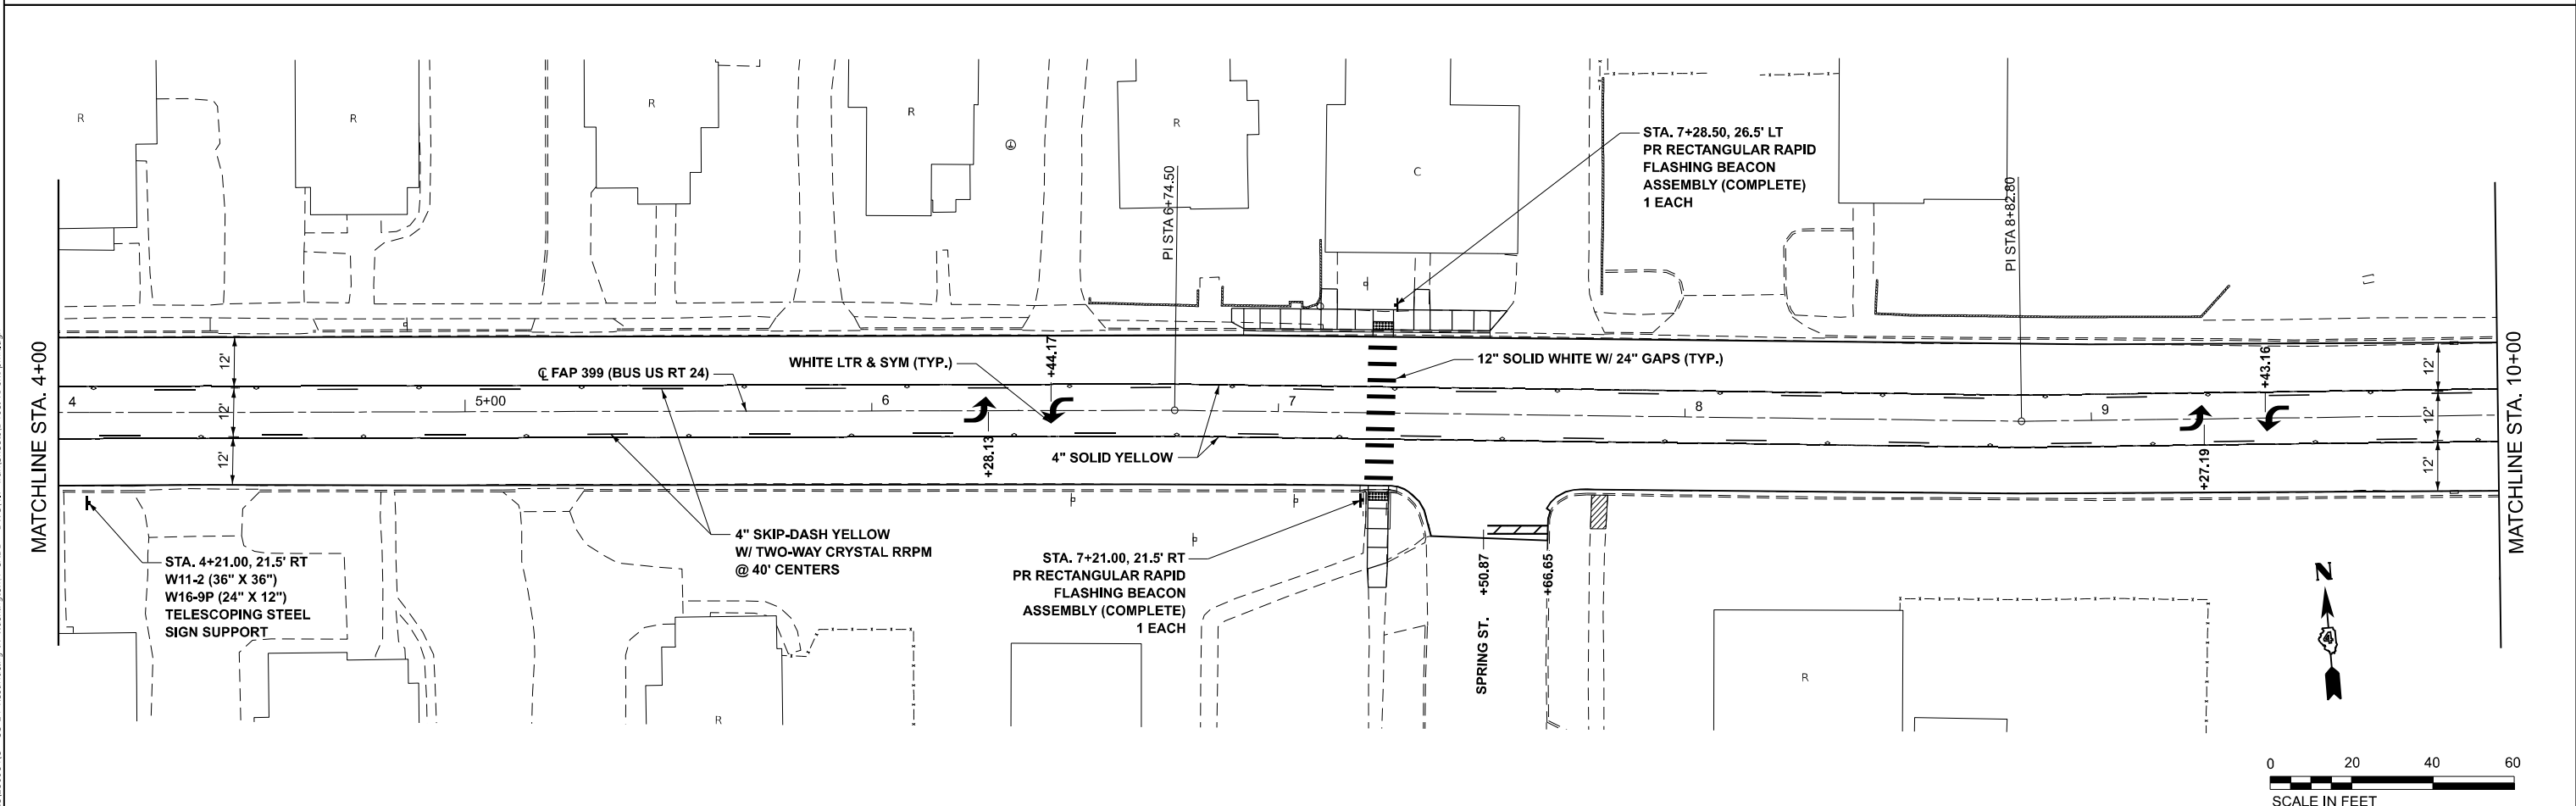 R
R
R
R
R
C
STA. 7+28.50, 26.5' LT
PR RECTANGULAR RAPID
FLASHING BEACON
ASSEMBLY (COMPLETE)
1 EACH
PI STA 6+74.50
PI STA 8+82.80
MATCHLINE STA. 4+00
12'
12'
12'
℄ FAP 399 (BUS US RT 24)
WHITE LTR & SYM (TYP.)
+44.17
12" SOLID WHITE W/ 24" GAPS (TYP.)
+43.16
12'
12'
12'
MATCHLINE STA. 10+00
4
5+00
6
7
8
9
+28.13
4" SOLID YELLOW
+27.19
4" SKIP-DASH YELLOW
W/ TWO-WAY CRYSTAL RRPM
@ 40' CENTERS
STA. 4+21.00, 21.5' RT
W11-2 (36" X 36")
W16-9P (24" X 12")
TELESCOPING STEEL
SIGN SUPPORT
STA. 7+21.00, 21.5' RT
PR RECTANGULAR RAPID
FLASHING BEACON
ASSEMBLY (COMPLETE)
1 EACH
SPRING ST.
+50.87
+66.65
R
R
N
4
0 20 40 60
SCALE IN FEET